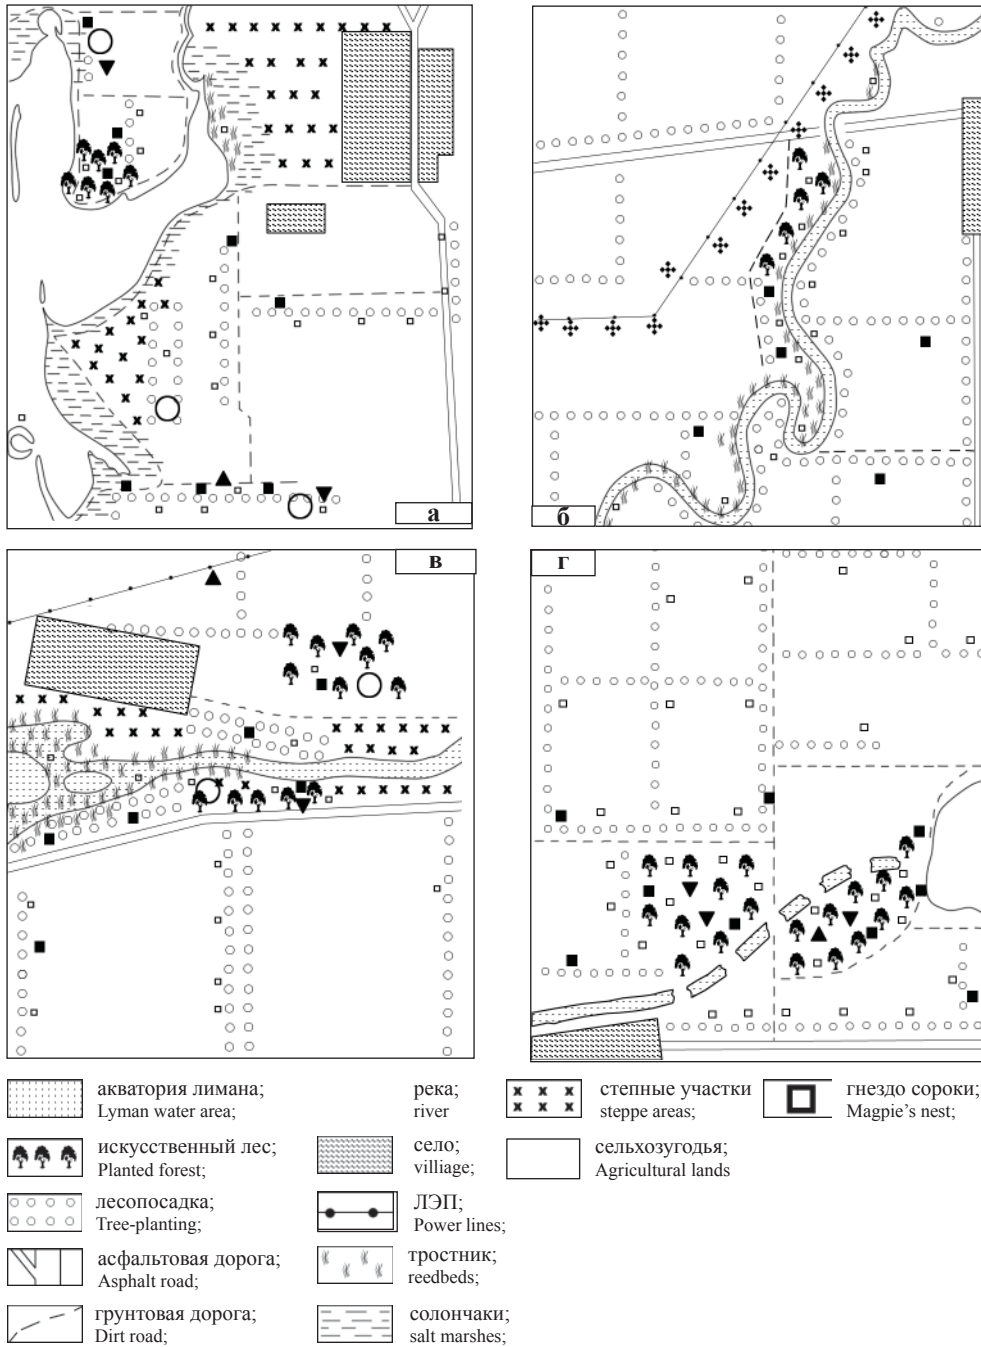 а
б
в
г
акватория лимана;
Lyman water area;
река;
river
степные участки
steppe areas;
гнездо сороки;
Magpie's nest;
искусственный лес;
Planted forest;
село;
villiage;
сельхозугодья;
Agricultural lands
лесопосадка;
Tree-planting;
ЛЭП;
Power lines;
асфальтовая дорога;
Asphalt road;
тростник;
reedbeds;
грунтовая дорога;
Dirt road;
солончаки;
salt marshes;